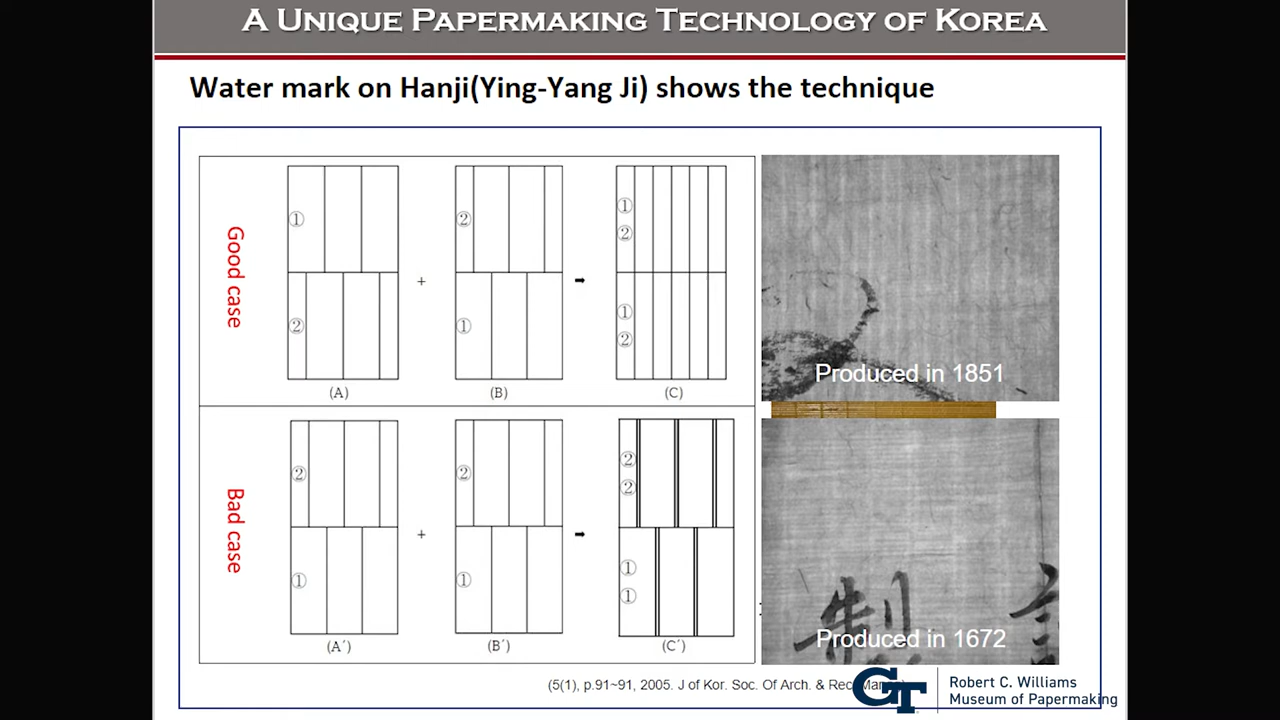 A UNIQUE PAPERMAKING TECHNOLOGY OF KOREA
Water mark on Hanji(Ying-Yang Ji) shows the technique
Good case
①
②
(A)
+
②
①
(B)
➡
①
②
①
②
(C)
Produced in 1851
Bad case
②
①
(A´)
+
②
①
(B´)
➡
②
②
①
①
(C´)
製
Produced in 1672
(5(1), p.91~91, 2005. J of Kor. Soc. Of Arch. & Rec
GT
Robert C. Williams
Museum of Papermaking